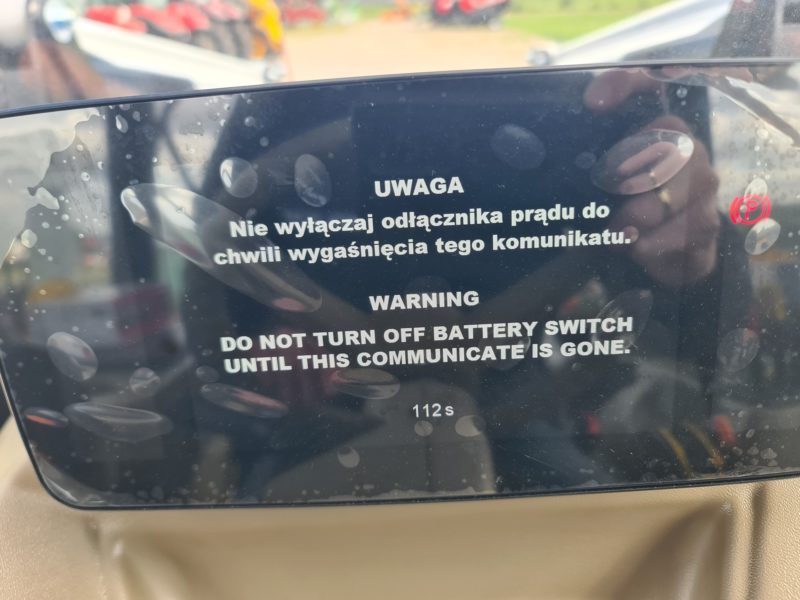 UWAGA
Nie wyłączaj odłącznika prądu do
chwili wygaśnięcia tego komunikatu.
WARNING
DO NOT TURN OFF BATTERY SWITCH
UNTIL THIS COMMUNICATE IS GONE.
112 s
P